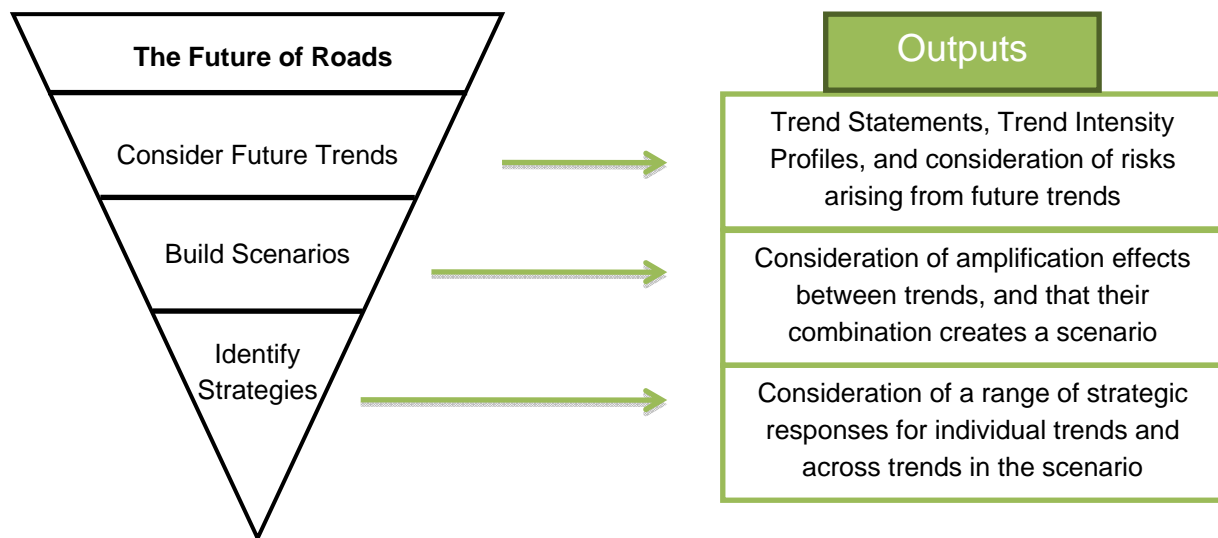 The Future of Roads
Consider Future Trends
Build Scenarios
Identify
Strategies
Outputs
Trend Statements, Trend Intensity
Profiles, and consideration of risks
arising from future trends
Consideration of amplification effects
between trends, and that their
combination creates a scenario
Consideration of a range of strategic
responses for individual trends and
across trends in the scenario